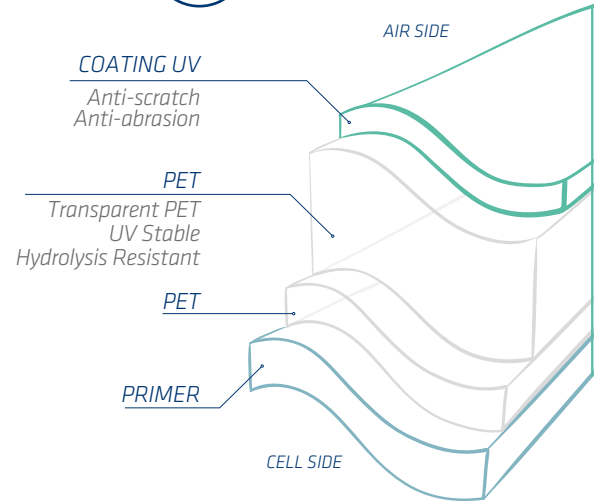 AIR SIDE
COATING UV
Anti-scratch
Anti-abrasion
PET
Transparent PET
UV Stable
Hydrolysis Resistant
PET
PRIMER
CELL SIDE